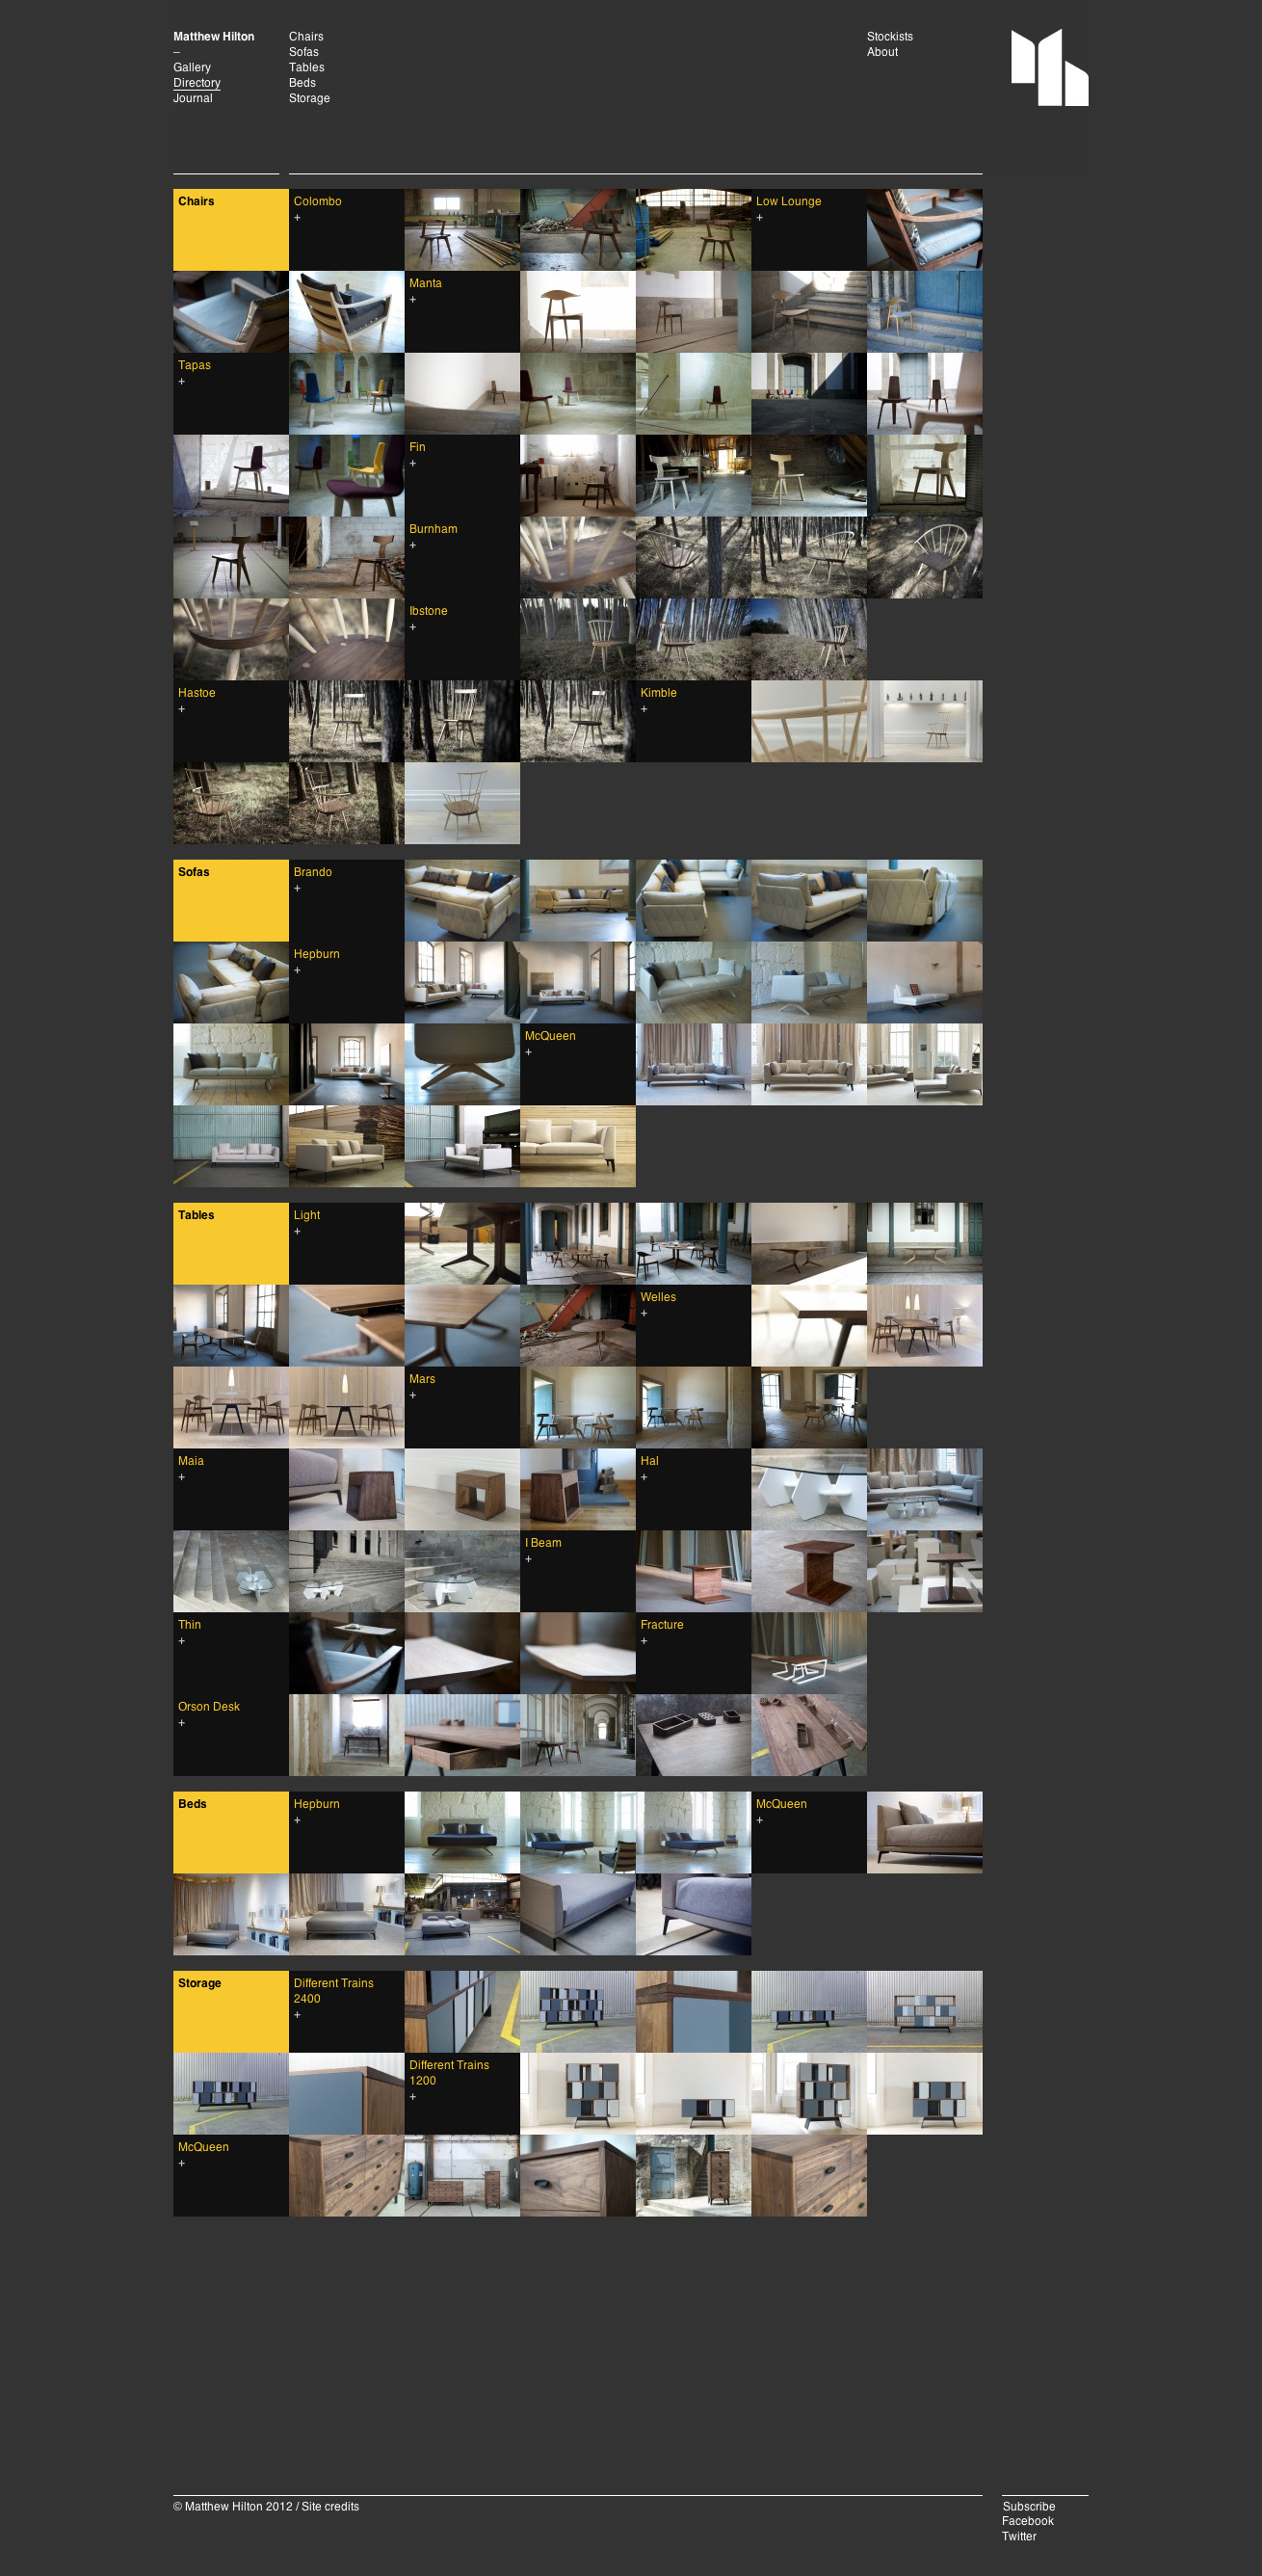 Matthew Hilton
–
Gallery
Directory
Journal
Chairs
Sofas
Tables
Beds
Storage
Stockists
About
Chairs
Colombo
+
Low Lounge
+
Manta
+
Tapas
+
Fin
+
Burnham
+
Ibstone
+
Hastoe
+
Kimble
+
Sofas
Brando
+
Hepburn
+
McQueen
+
Tables
Light
+
Welles
+
Mars
+
Maia
+
Hal
+
I Beam
+
Thin
+
Fracture
+
Orson Desk
+
Beds
Hepburn
+
McQueen
+
Storage
Different Trains
2400
+
Different Trains
1200
+
McQueen
+
© Matthew Hilton 2012 / Site credits
Subscribe
Facebook
Twitter